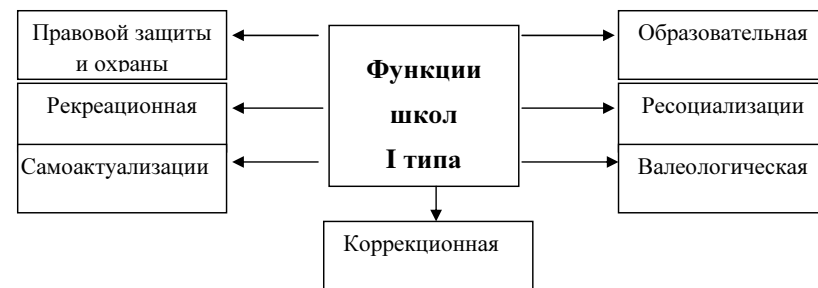 Правовой защиты
и охраны
Рекреационная
Самоактуализации
Функции
школ
I типа
Образовательная
Ресоциализации
Валеологическая
Коррекционная